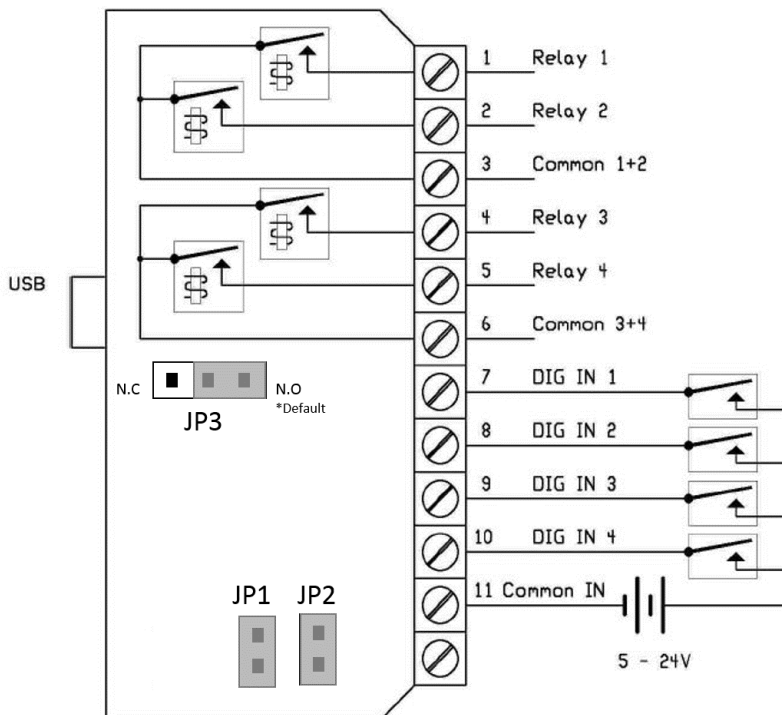 1 Relay 1
2 Relay 2
3 Common 1+2
4 Relay 3
5 Relay 4
USB
6 Common 3+4
7 DIG IN 1
N.C
N.O
*Default
JP3
8 DIG IN 2
9 DIG IN 3
10 DIG IN 4
11 Common IN
JP1 JP2
5 - 24V